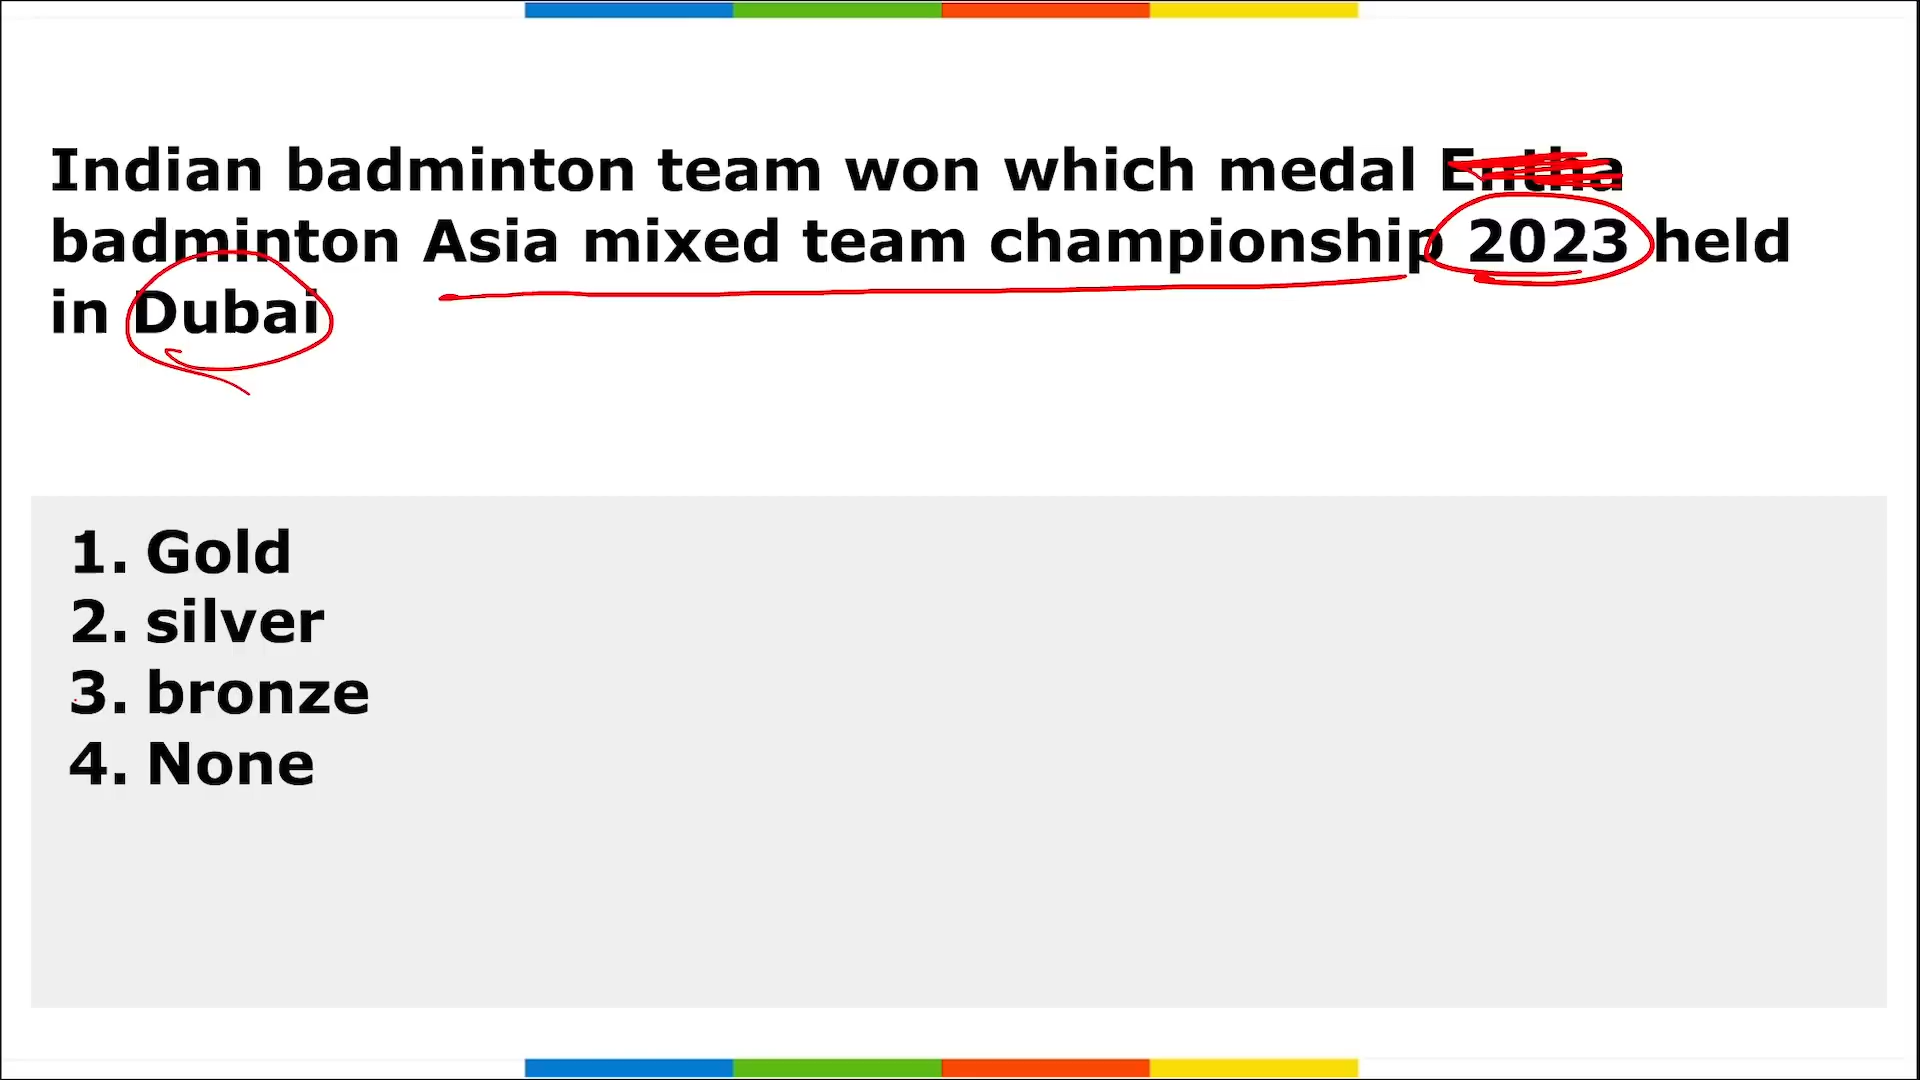 Indian badminton team won which medal Entha
badminton Asia mixed team championship 2023 held
in Dubai
1. Gold
2. silver
3. bronze
4. None